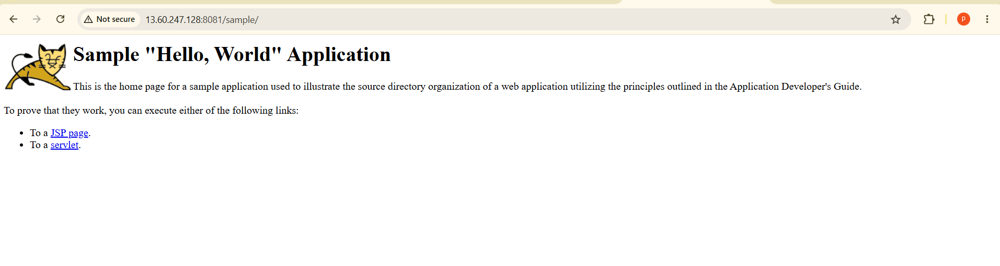 Not secure 13.60.247.128:8081/sample/
P
Sample "Hello, World" Application
This is the home page for a sample application used to illustrate the source directory organization of a web application utilizing the principles outlined in the Application Developer's Guide.
To prove that they work, you can execute either of the following links:
• To a JSP page.
• To a servlet.